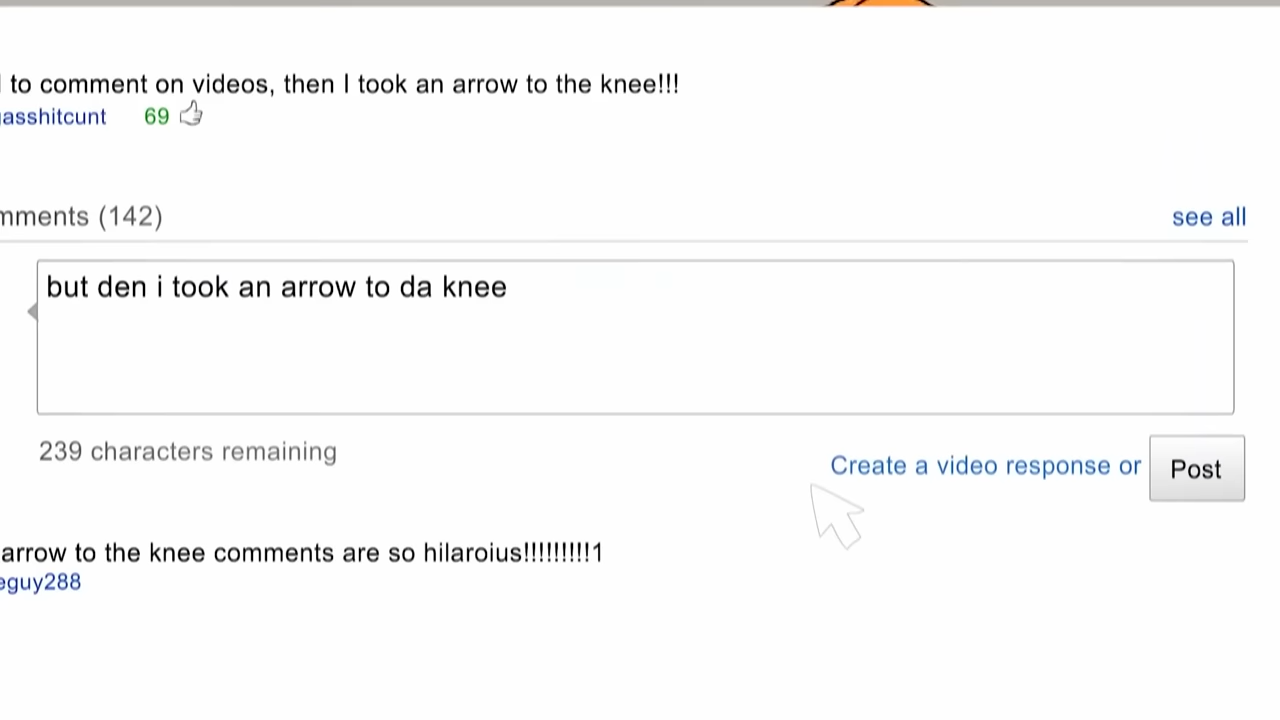 to comment on videos, then I took an arrow to the knee!!!
asshitcunt 69
mments (142) see all
but den i took an arrow to da knee
239 characters remaining
Create a video response or Post
arrow to the knee comments are so hilaroius!!!!!!!!!1
eguy288